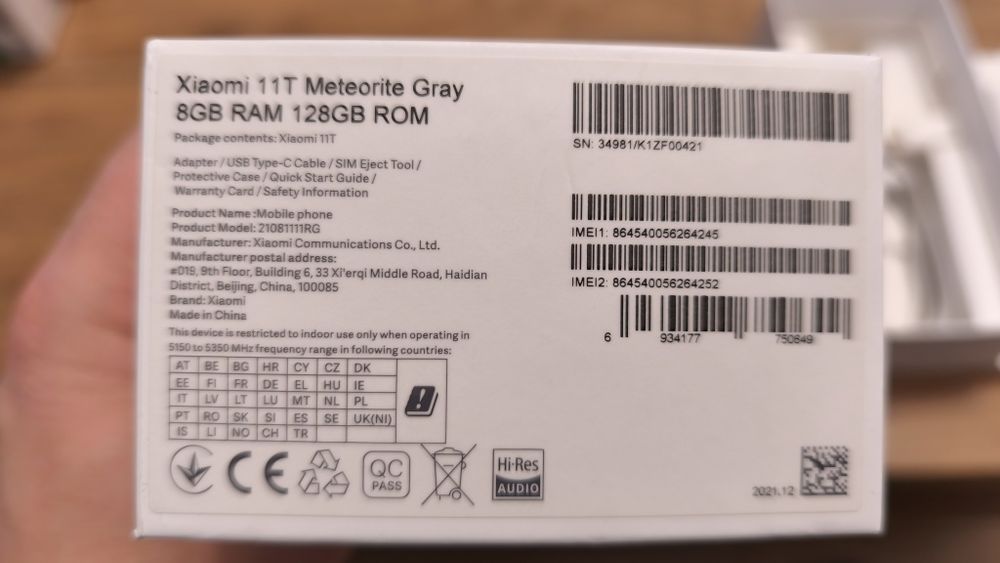 Xiaomi 11T Meteorite Gray
8GB RAM 128GB ROM
Package contents: Xiaomi 11T
Adapter / USB Type-C Cable / SIM Eject Tool /
Protective Case / Quick Start Guide /
Warranty Card / Safety Information
Product Name :Mobile phone
Product Model: 21081111RG
Manufacturer: Xiaomi Communications Co., Ltd.
Manufacturer postal address:
#019, 9th Floor, Building 6, 33 Xi'erqi Middle Road, Haidian
District, Beijing, China, 100085
Brand: Xiaomi
Made in China
This device is restricted to indoor use only when operating in
5150 to 5350 MHz frequency range in following countries:
AT BE BG HR CY CZ DK
EE FI FR DE EL HU IE
IT LV LT LU MT NL PL
PT RO SK SI ES SE UK(NI)
IS LI NO CH TR
CE
QC
PASS
Hi-Res
AUDIO
SN: 34981/K1ZF00421
IMEI1: 864540056264245
IMEI2: 864540056264252
6 934177 750649
2021.12